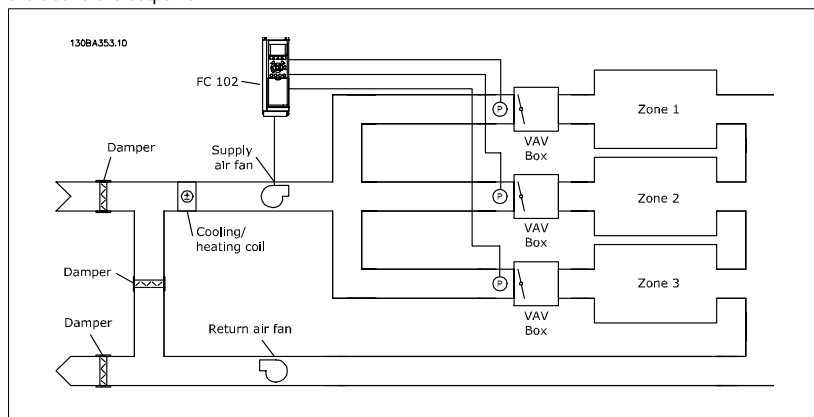 130BA353.10
FC 102
Damper
Supply
air fan
Cooling/
heating coil
Damper
Damper
Return air fan
P
VAV
Box
Zone 1
P
VAV
Box
Zone 2
P
VAV
Box
Zone 3